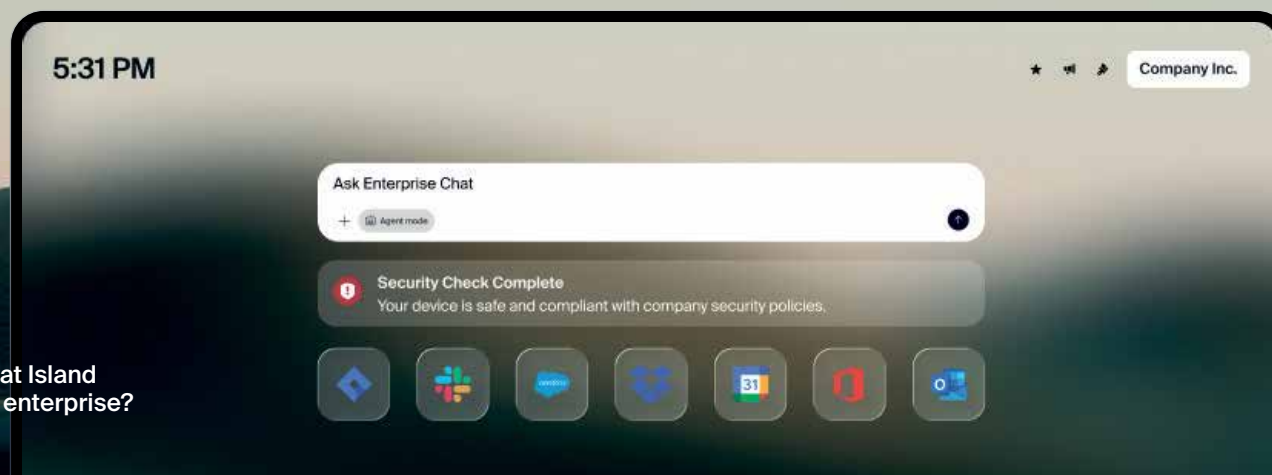 5:31 PM
Company Inc.
Ask Enterprise Chat
Agent mode
Security Check Complete
Your device is safe and compliant with company security policies.
31
at Island
enterprise?